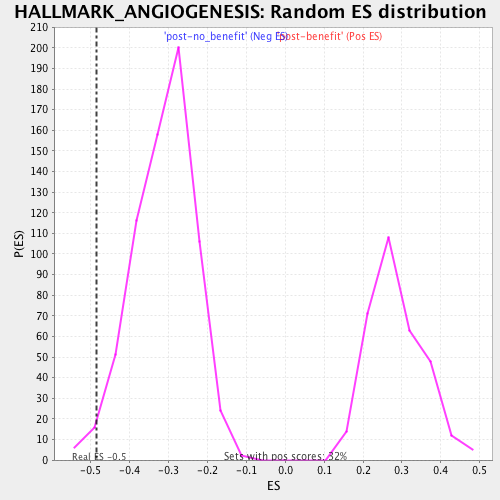 HALLMARK_ANGIOGENESIS: Random ES distribution
'post-no_benefit' (Neg ES)
'post-benefit' (Pos ES)
210
200
190
180
170
160
150
140
130
120
110
100
90
80
70
60
50
40
30
20
10
0
P(ES)
Real ES -0.5
Sets with pos scores: 32%
-0.5 -0.4 -0.3 -0.2 -0.1 0.0 0.1 0.2 0.3 0.4 0.5
ES